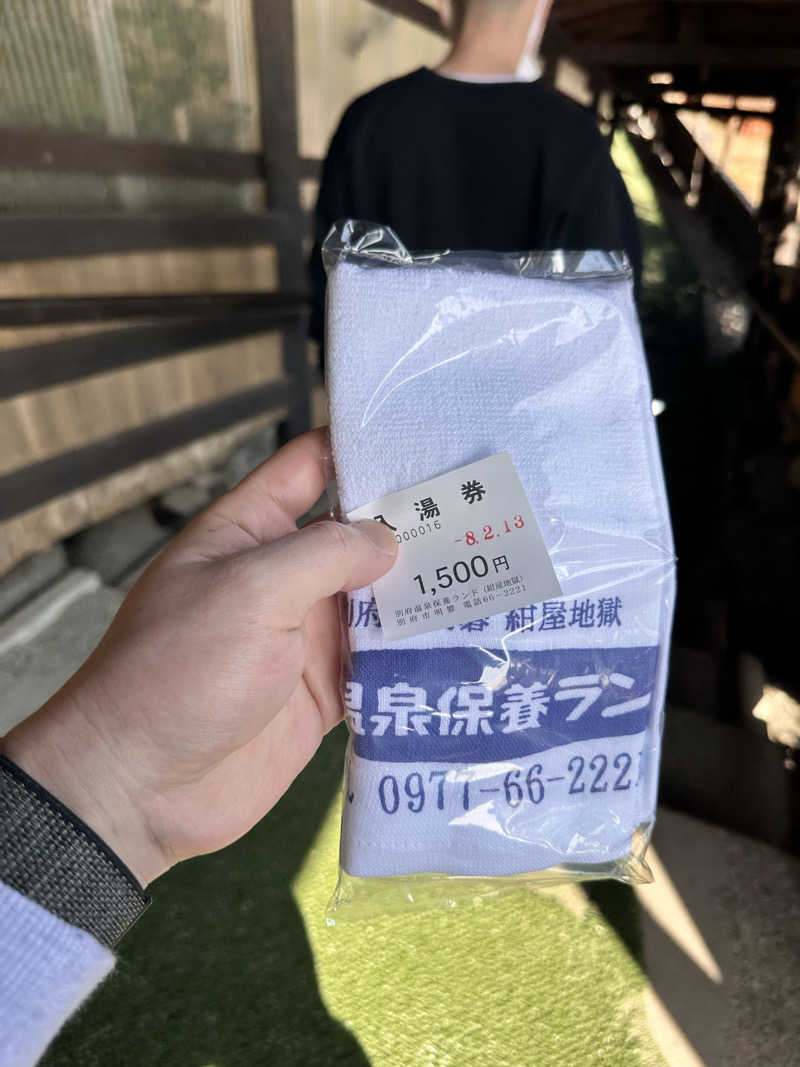 入湯券
000016
-8.2.13
1,500円
別府温泉保養ランド(紺屋地獄)
別府市明礬 電話66-2221
紺屋地獄
温泉保養ラン
0977-66-2221